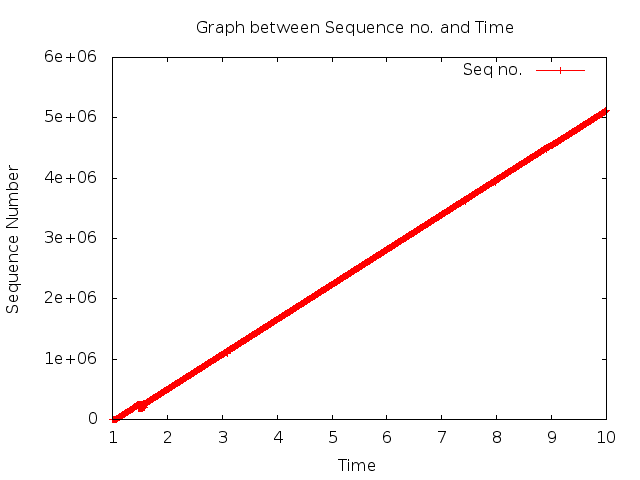 Graph between Sequence no. and Time
6e+06
Seq no.
5e+06
4e+06
3e+06
2e+06
1e+06
0
Sequence Number
1 2 3 4 5 6 7 8 9 10
Time